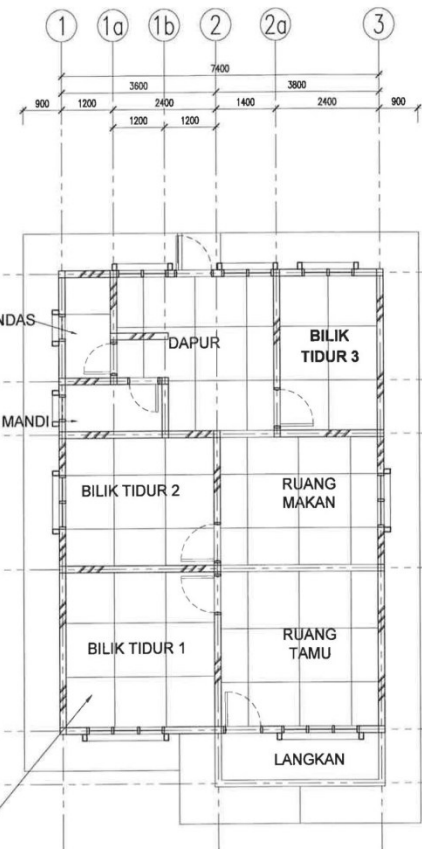 1 1a 1b 2 2a 3
7400
3600 3800
900 1200 2400 1400 2400 900
1200 1200
NDAS
DAPUR
BILIK
TIDUR 3
MANDI
BILIK TIDUR 2
RUANG
MAKAN
BILIK TIDUR 1
RUANG
TAMU
LANGKAN